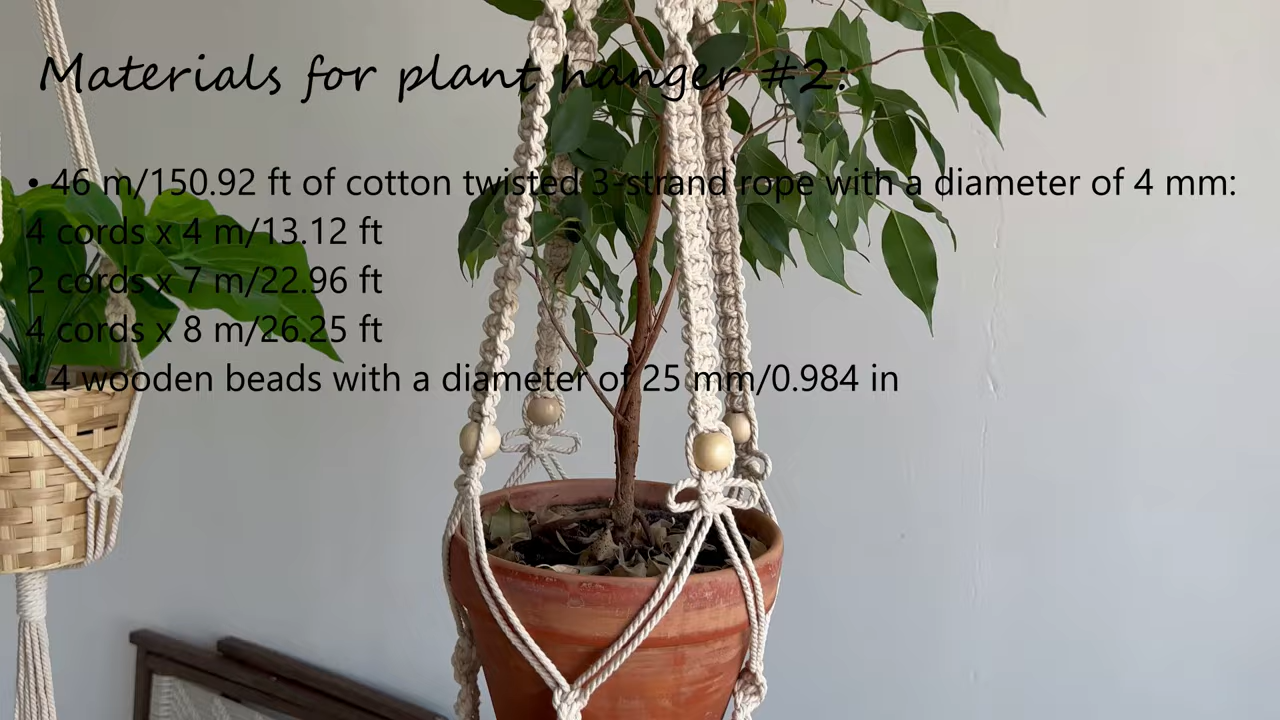 Materials for plant hanger #2:
• 46 m/150.92 ft of cotton twisted 3-strand rope with a diameter of 4 mm:
4 cords x 4 m/13.12 ft
2 cords x 7 m/22.96 ft
4 cords x 8 m/26.25 ft
• 4 wooden beads with a diameter of 25 mm/0.984 in